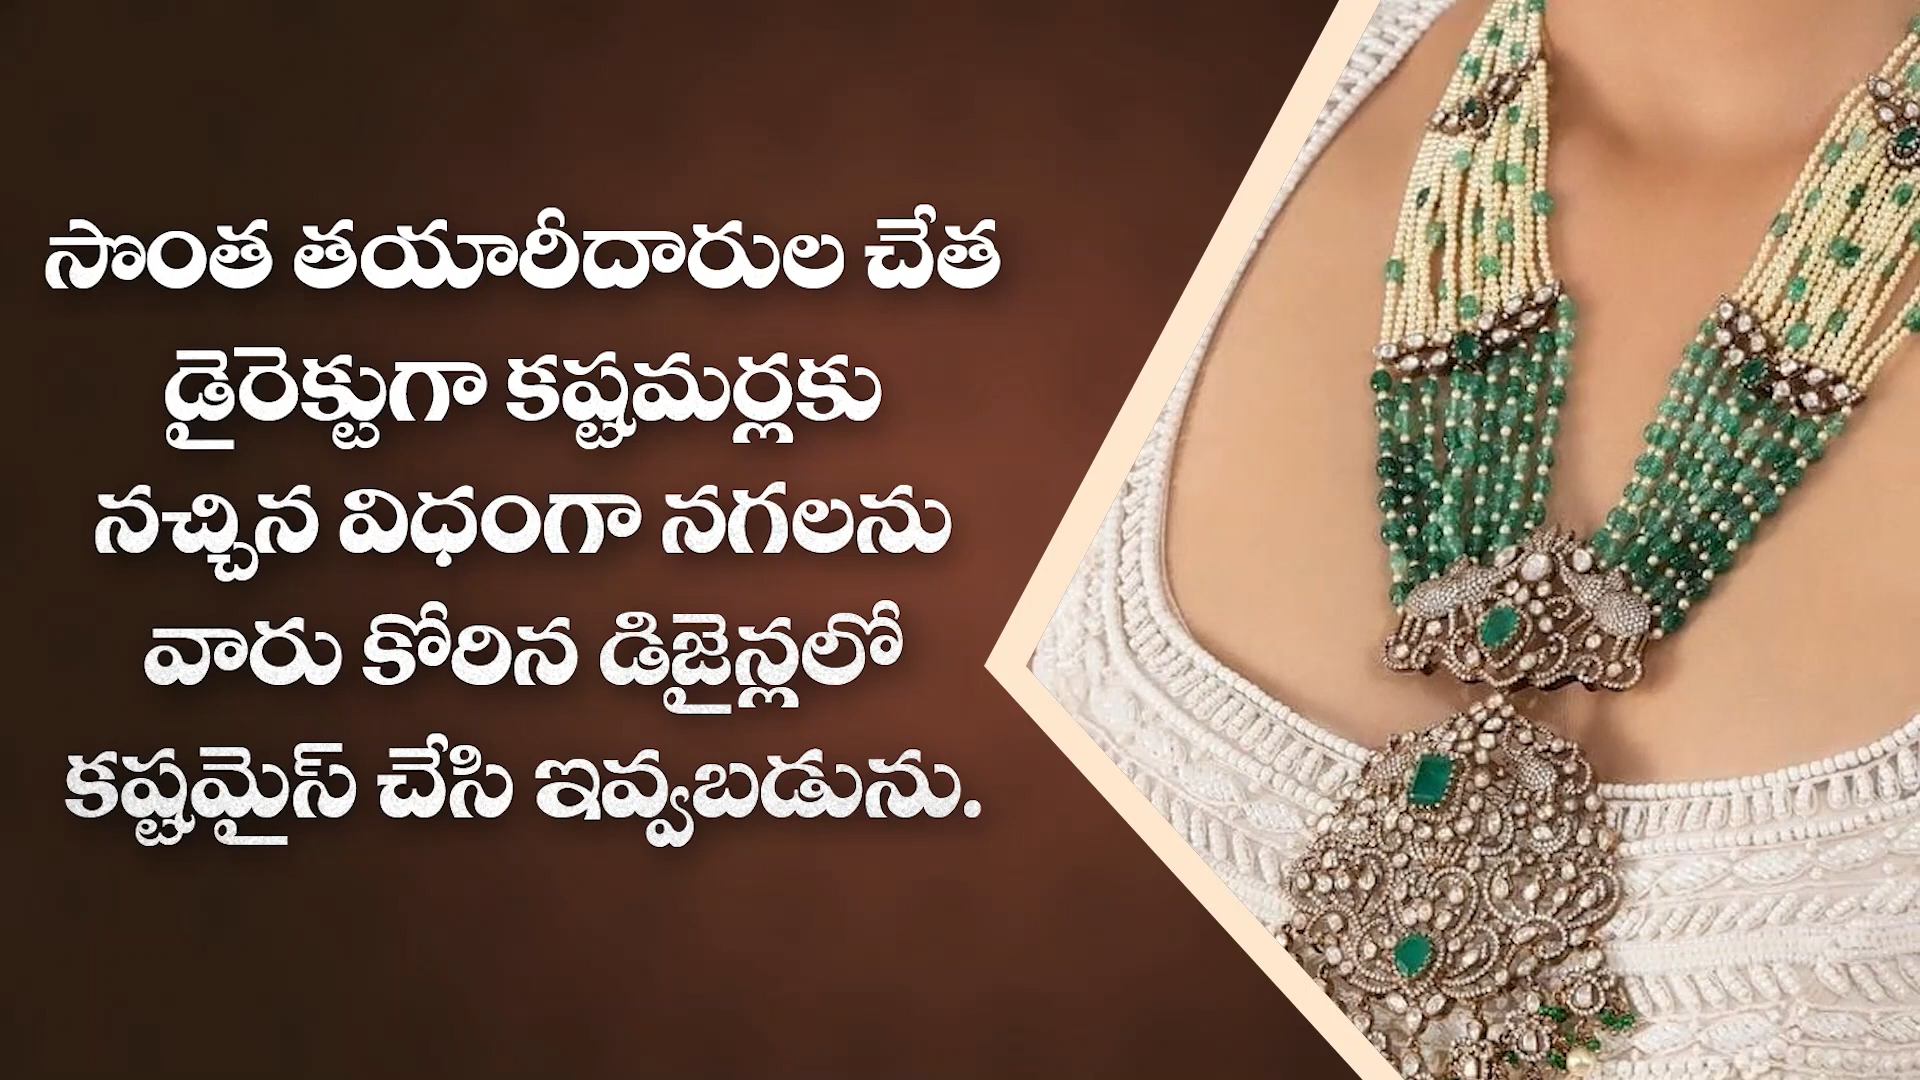 సొంత తయారీదారుల చేత
డైరెక్టుగా కష్టమర్లకు
నచ్చిన విధంగా నగలను
వారు కోరిన డిజైన్లలో
కష్టమైస్ చేసి ఇవ్వబడును.